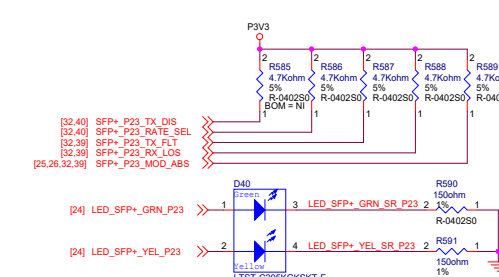 P3V3
2 2 2 2 2
R585 R586 R587 R588 R589
4.7Kohm 4.7Kohm 4.7Kohm 4.7Kohm
5% 5% 5% 5% 5%
R-0402S0 R-0402S0 R-0402S0 R-0402S0
BOM = NI
1 1 1 1 1
[32,40] SFP+_P23_TX_DIS
[32,40] SFP+_P23_RATE_SEL
[32,39] SFP+_P23_TX_FLT
[32,39] SFP+_P23_RX_LOS
[25,26,32,39] SFP+_P23_MOD_ABS
D40
Green
R590
150ohm
[24] LED_SFP+_GRN_P23 1 3 LED_SFP+_GRN_SR_P23 2 1% 1
R-0402S0
R591
[24] LED_SFP+_YEL_P23 2 4 LED_SFP+_YEL_SR_P23 2 1
Yellow
150ohm
1%